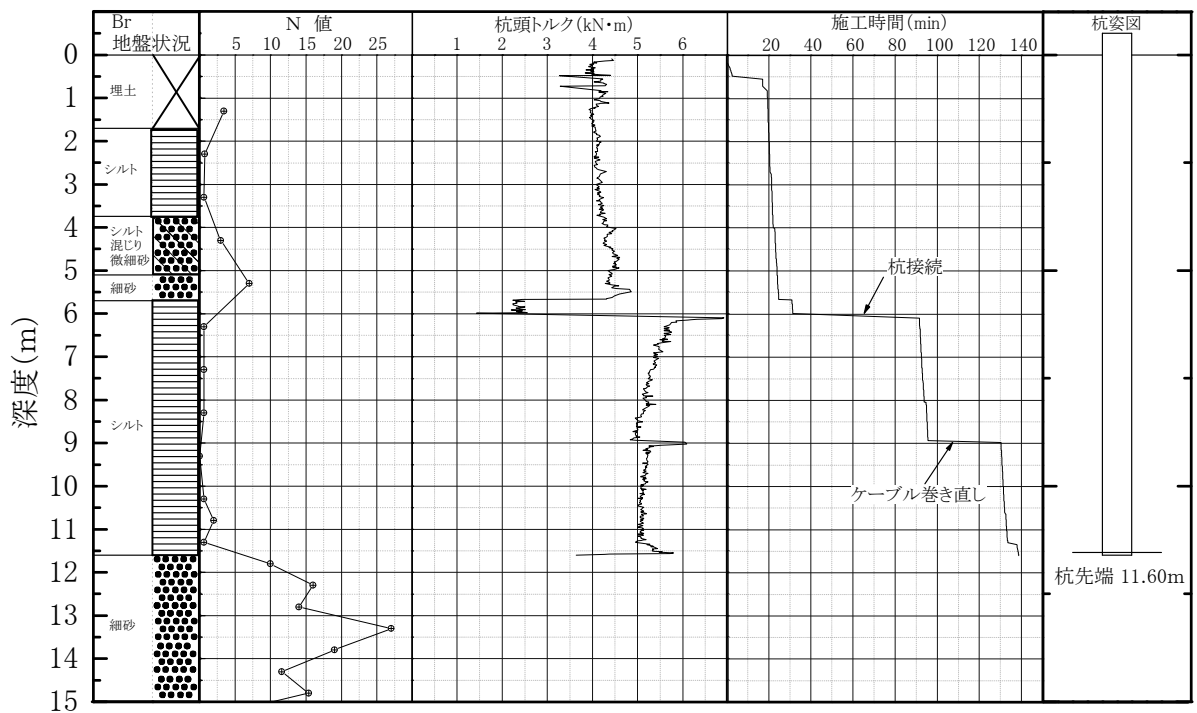 Br
地盤状況
N 値
5 10 15 20 25
杭頭トルク(kN・m)
1 2 3 4 5 6
施工時間(min)
20 40 60 80 100 120 140
杭姿図
深度(m)
0
1
2
3
4
5
6
7
8
9
10
11
12
13
14
15
埋土
シルト
シルト
混じり
微細砂
細砂
シルト
細砂
杭接続
ケーブル巻き直し
杭先端 11.60m